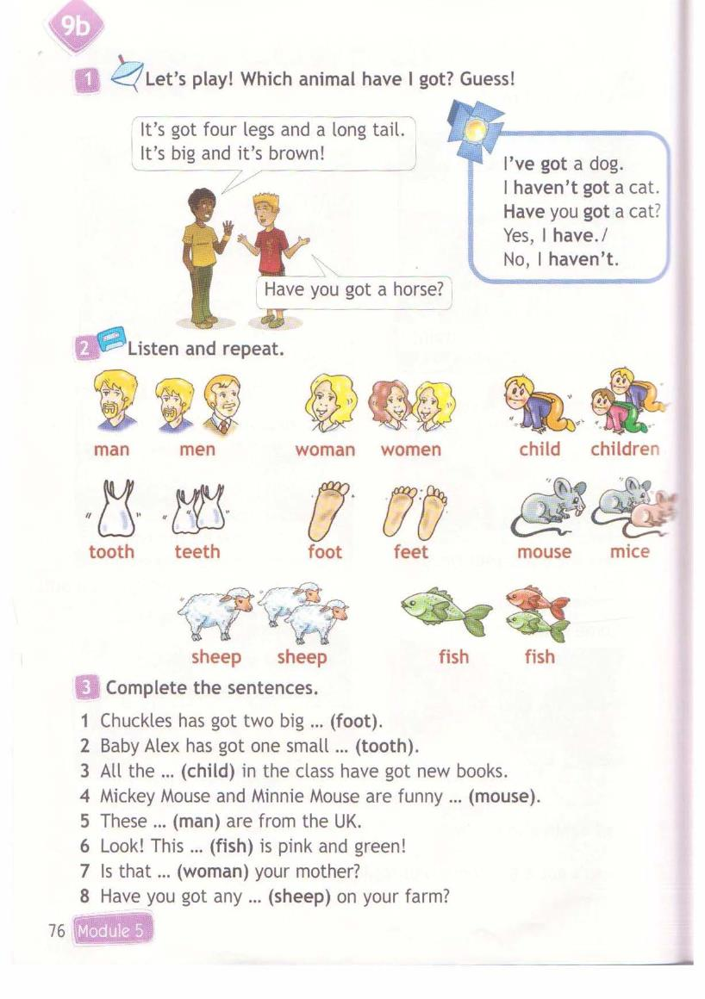 9b
1 Let's play! Which animal have I got? Guess!
It's got four legs and a long tail.
It's big and it's brown!
I've got a dog.
I haven't got a cat.
Have you got a cat?
Yes, I have./
No, I haven't.
Have you got a horse?
2 Listen and repeat.
man men woman women child children
tooth teeth foot feet mouse mice
sheep sheep fish fish
3 Complete the sentences.
1 Chuckles has got two big ... (foot).
2 Baby Alex has got one small ... (tooth).
3 All the ... (child) in the class have got new books.
4 Mickey Mouse and Minnie Mouse are funny ... (mouse).
5 These ... (man) are from the UK.
6 Look! This ... (fish) is pink and green!
7 Is that ... (woman) your mother?
8 Have you got any ... (sheep) on your farm?
76 Module 5